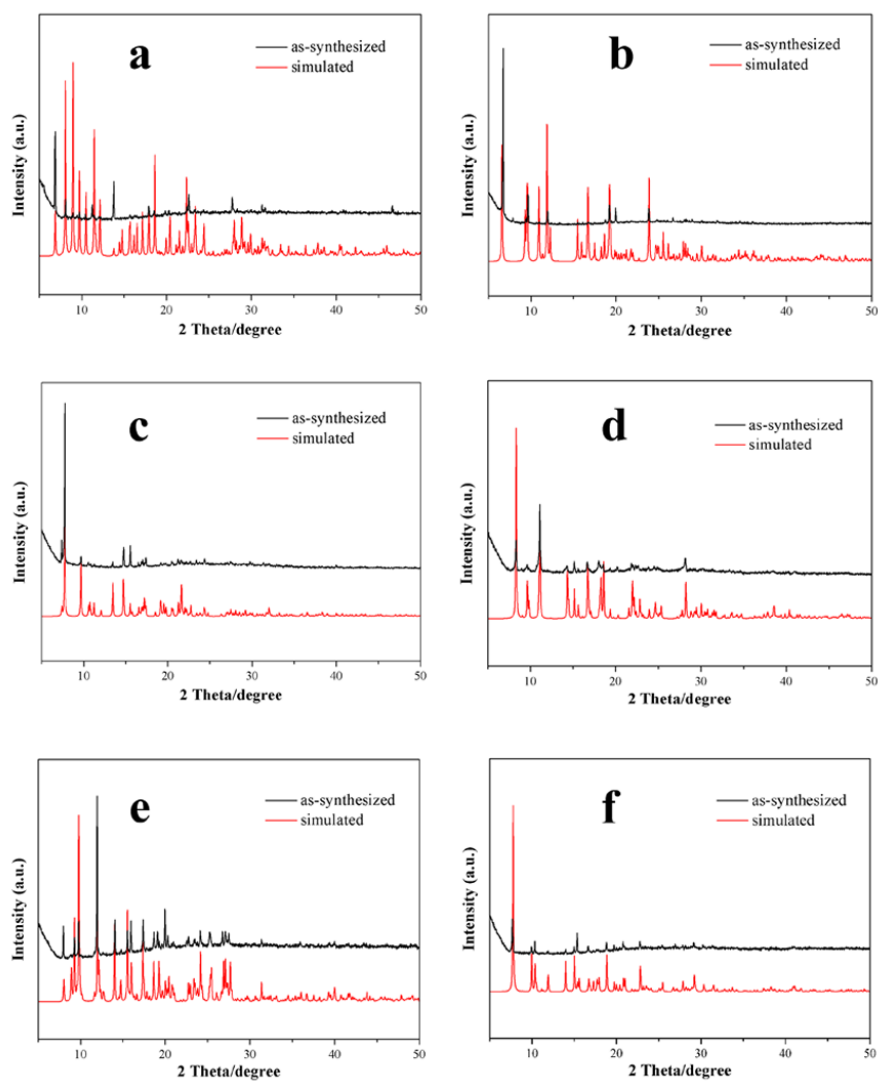 a
as-synthesized
simulated
Intensity (a.u.)
10 20 30 40 50
2 Theta/degree
b
as-synthesized
simulated
Intensity (a.u.)
10 20 30 40 50
2 Theta/degree
c
as-synthesized
simulated
Intensity (a.u.)
10 20 30 40 50
2 Theta/degree
d
as-synthesized
simulated
Intensity (a.u.)
10 20 30 40 50
2 Theta/degree
e
as-synthesized
simulated
Intensity (a.u.)
10 20 30 40 50
2 Theta/degree
f
as-synthesized
simulated
Intensity (a.u.)
10 20 30 40 50
2 Theta/degree